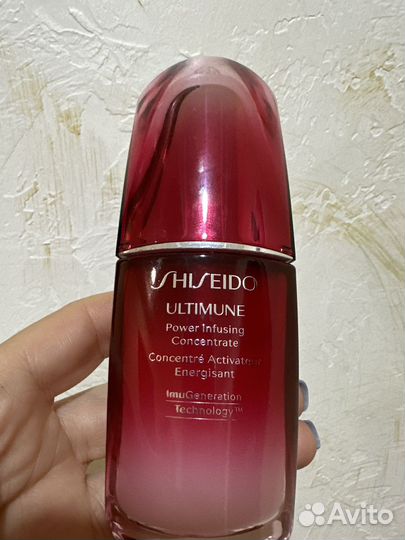 SHISEIDO
ULTIMUNE
Power Infusing
Concentrate
Concentré Activateur
Energisant
ImuGeneration
Technology™
Avito